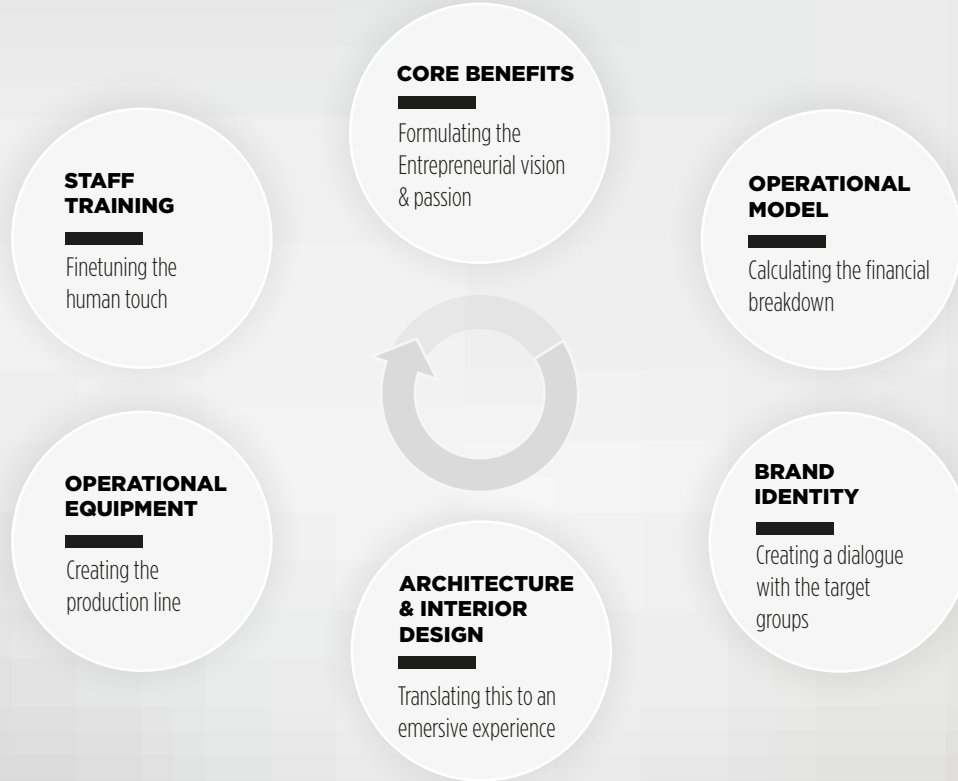 CORE BENEFITS
Formulating the
Entrepreneurial vision
& passion
OPERATIONAL
MODEL
Calculating the financial
breakdown
BRAND
IDENTITY
Creating a dialogue
with the target
groups
ARCHITECTURE
& INTERIOR
DESIGN
Translating this to an
emersive experience
OPERATIONAL
EQUIPMENT
Creating the
production line
STAFF
TRAINING
Finetuning the
human touch